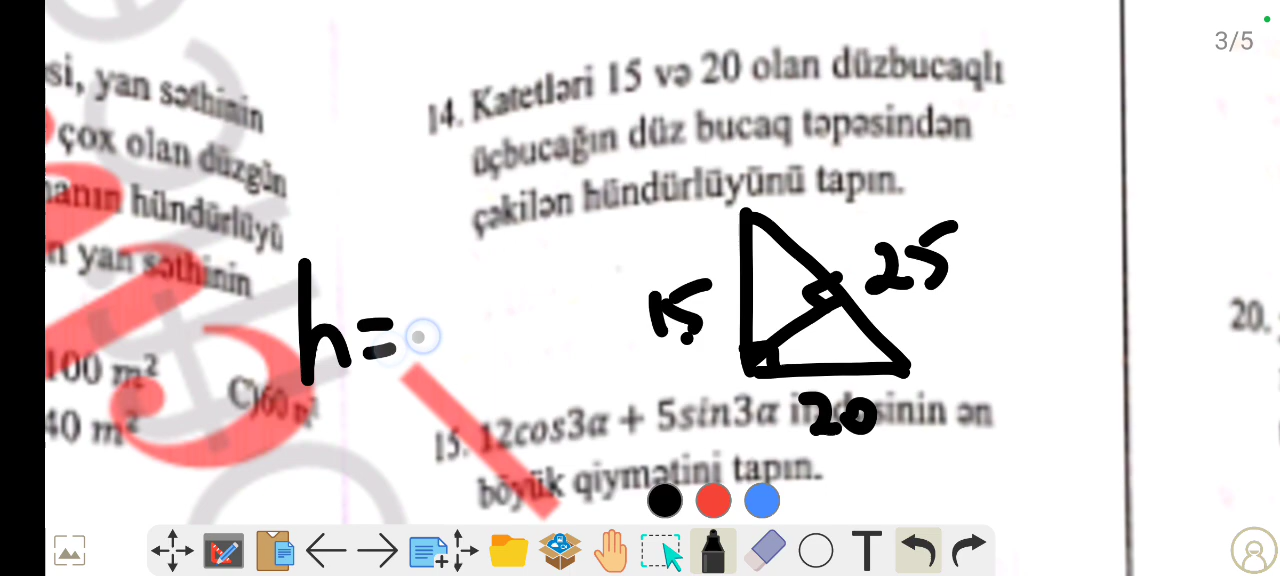 3/5
si, yan səthinin
çox olan düzgün
hündürlüyü
yan səthinin
100 m²
40 m²
C)60
14. Katetləri 15 və 20 olan düzbucaqlı
üçbucağın düz bucaq təpəsindən
çəkilən hündürlüyünü tapın.
h=
15
25
20
15. 12cos3α + 5sin3α sinin ən
böyük qiymətini tapın.
20.
T